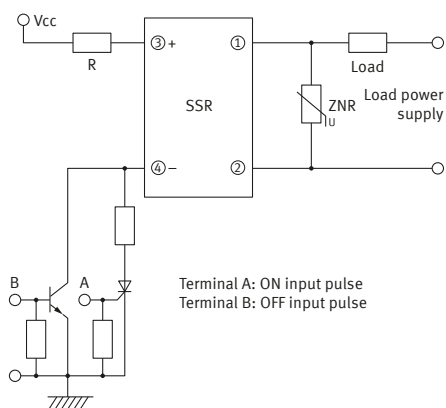 Vcc
R
③ +
④ –
SSR
①
②
Load
ZNR
U
Load power
supply
B
A
Terminal A: ON input pulse
Terminal B: OFF input pulse